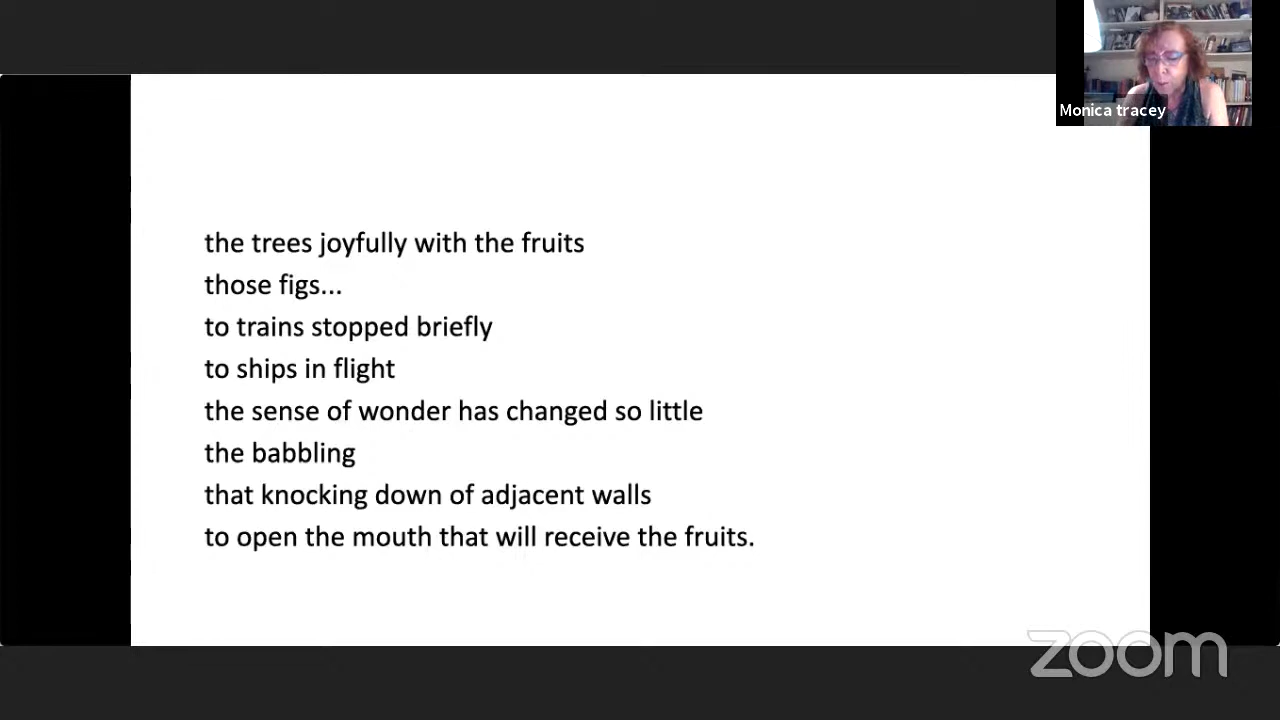 Monica tracey
the trees joyfully with the fruits
those figs...
to trains stopped briefly
to ships in flight
the sense of wonder has changed so little
the babbling
that knocking down of adjacent walls
to open the mouth that will receive the fruits.
zoom